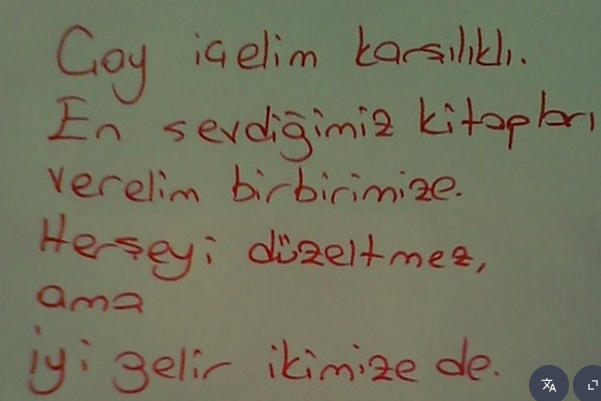 Çay içelim karşılıklı.
En sevdiğimiz kitapları
verelim birbirimize.
Herşeyi düzeltmez,
ama
iyi gelir ikimize de.